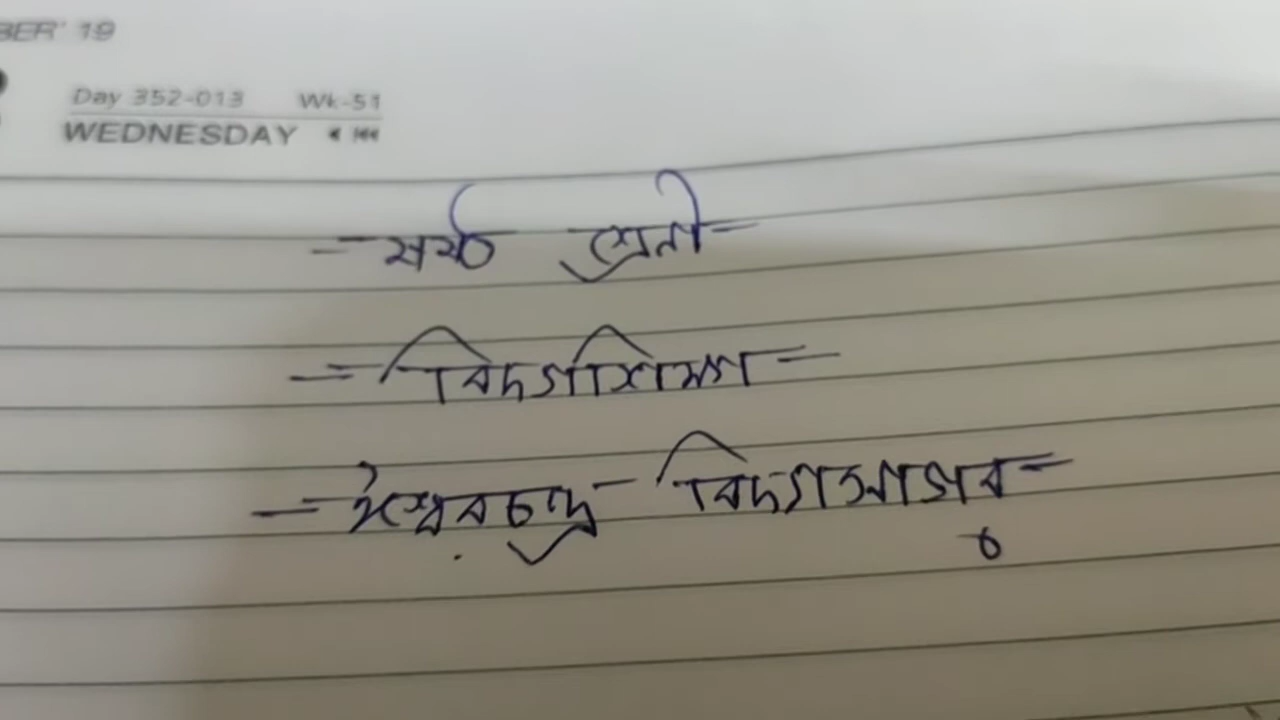 BER' 19
Day 352-013 Wk-51
WEDNESDAY
ষষ্ঠ শ্রেনী
ঈশ্বরচন্দ্র বিদ্যাসাগর